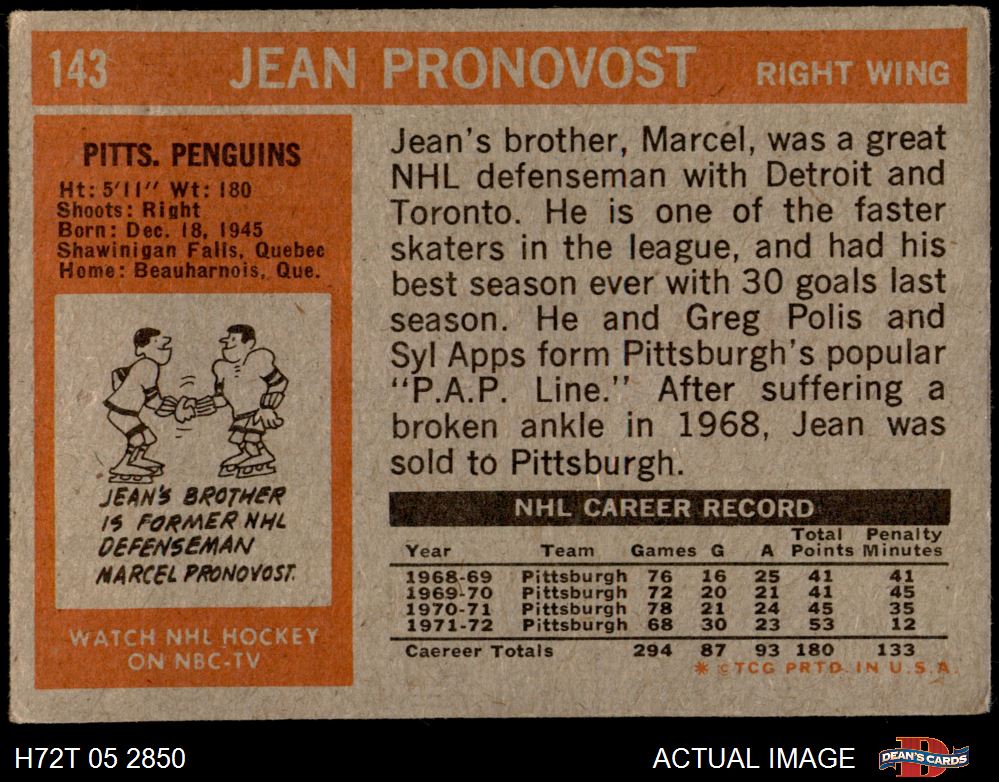 143 JEAN PRONOVOST RIGHT WING
PITTS. PENGUINS
Ht: 5'11" Wt: 180
Shoots: Right
Born: Dec. 18, 1945
Shawinigan Falls, Quebec
Home: Beauharnois, Que.
JEAN'S BROTHER
IS FORMER NHL
DEFENSEMAN
MARCEL PRONOVOST.
WATCH NHL HOCKEY
ON NBC-TV
Jean's brother, Marcel, was a great
NHL defenseman with Detroit and
Toronto. He is one of the faster
skaters in the league, and had his
best season ever with 30 goals last
season. He and Greg Polis and
Syl Apps form Pittsburgh's popular
"P.A.P. Line." After suffering a
broken ankle in 1968, Jean was
sold to Pittsburgh.
NHL CAREER RECORD
Total Penalty
Year Team Games G A Points Minutes
1968-69 Pittsburgh 76 16 25 41 41
1969-70 Pittsburgh 72 20 21 41 45
1970-71 Pittsburgh 78 21 24 45 35
1971-72 Pittsburgh 68 30 23 53 12
Caereer Totals 294 87 93 180 133
* © TCG PRTD. IN U.S.A.
H72T 05 2850 ACTUAL IMAGE DEAN'S CARDS